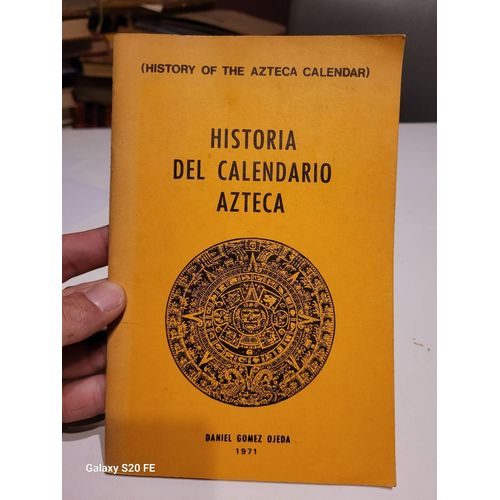 (HISTORY OF THE AZTECA CALENDAR)
HISTORIA
DEL CALENDARIO
AZTECA
DANIEL GOMEZ OJEDA
1971
Galaxy S20 FE